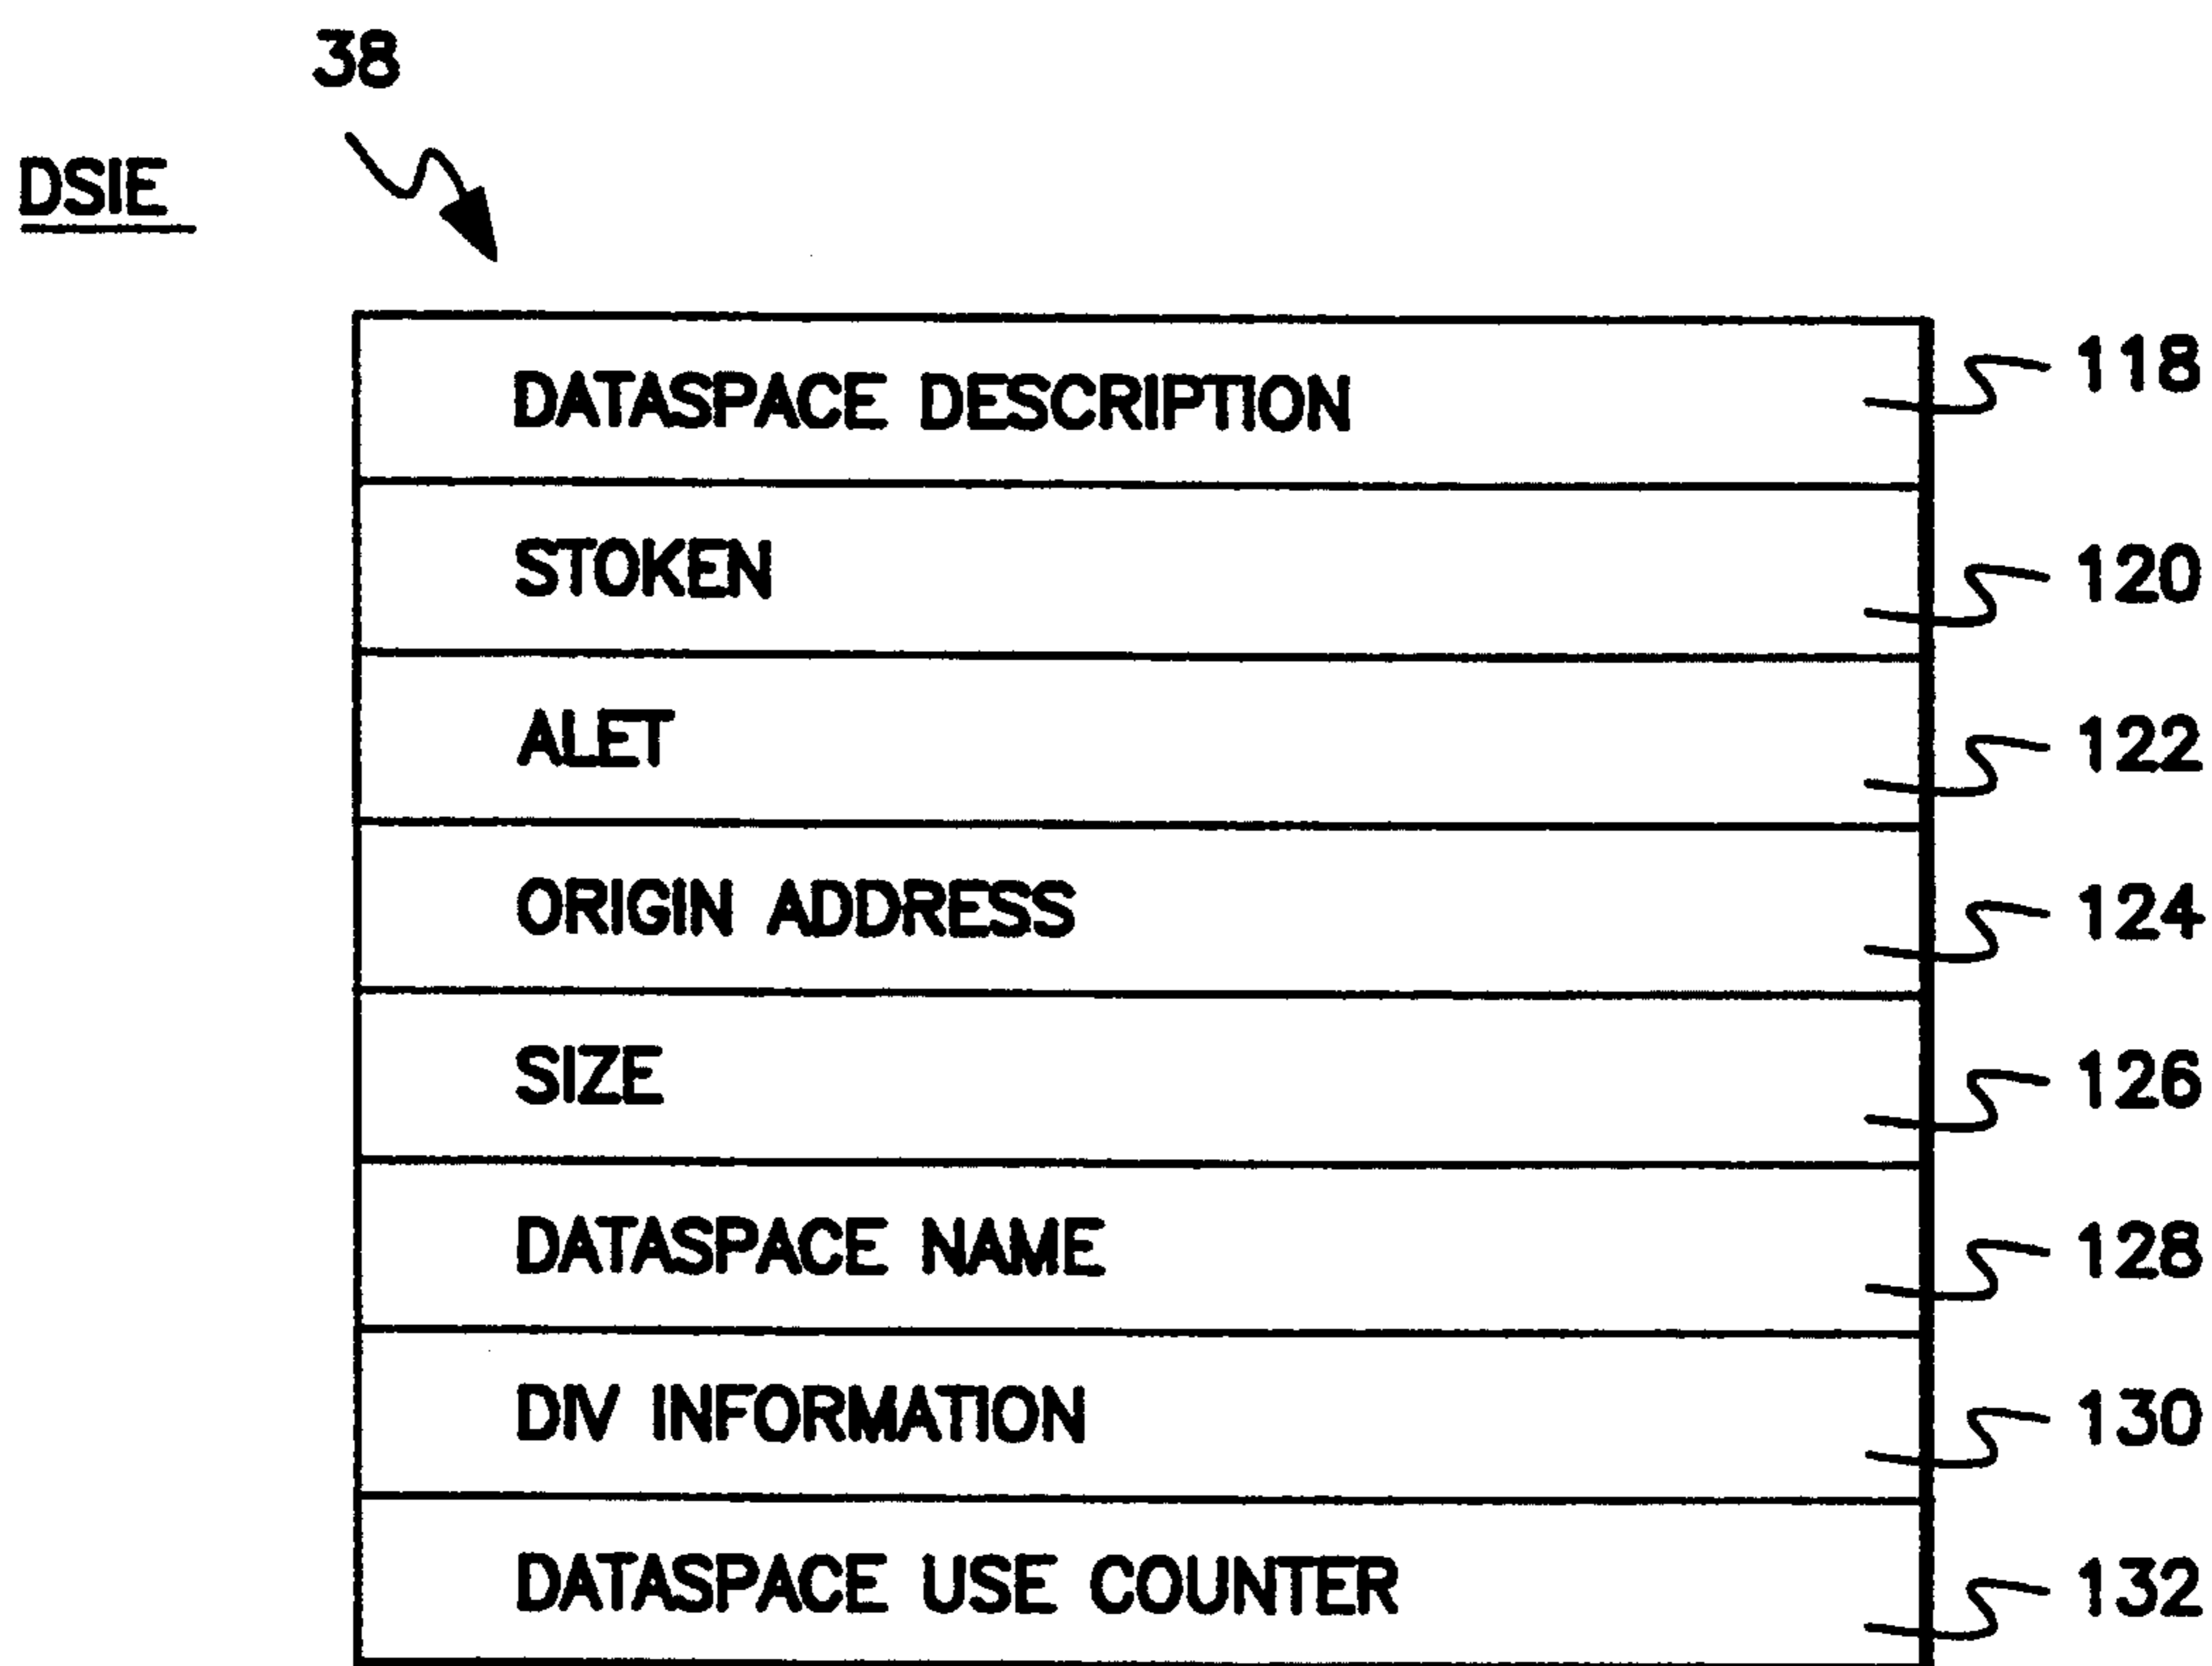 38
DSIE
DATASPACE DESCRIPTION 118
STOKEN 120
ALET 122
ORIGIN ADDRESS 124
SIZE 126
DATASPACE NAME 128
DIV INFORMATION 130
DATASPACE USE COUNTER 132